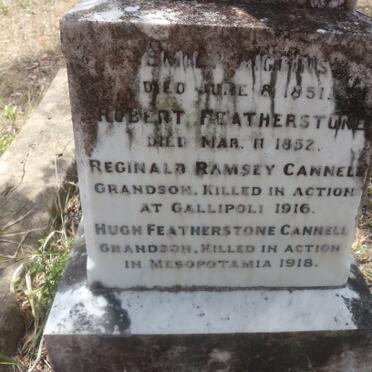 DIED JUNE 8, 1851.
ROBERT FEATHERSTONE
DIED MAR. 11 1852.
REGINALD RAMSEY CANNELL
GRANDSON. KILLED IN ACTION
AT GALLIPOLI 1916.
HUGH FEATHERSTONE CANNELL
GRANDSON. KILLED IN ACTION
IN MESOPOTAMIA 1918.